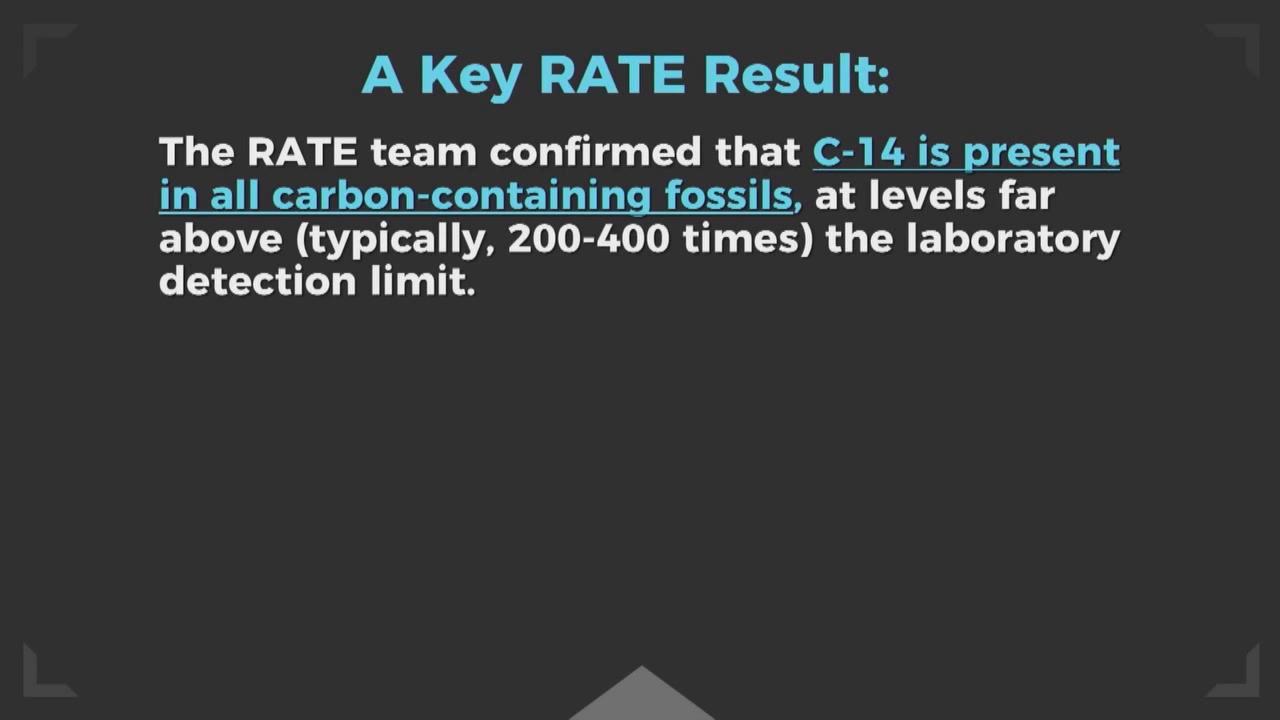 A Key RATE Result:
The RATE team confirmed that C-14 is present
in all carbon-containing fossils, at levels far
above (typically, 200-400 times) the laboratory
detection limit.